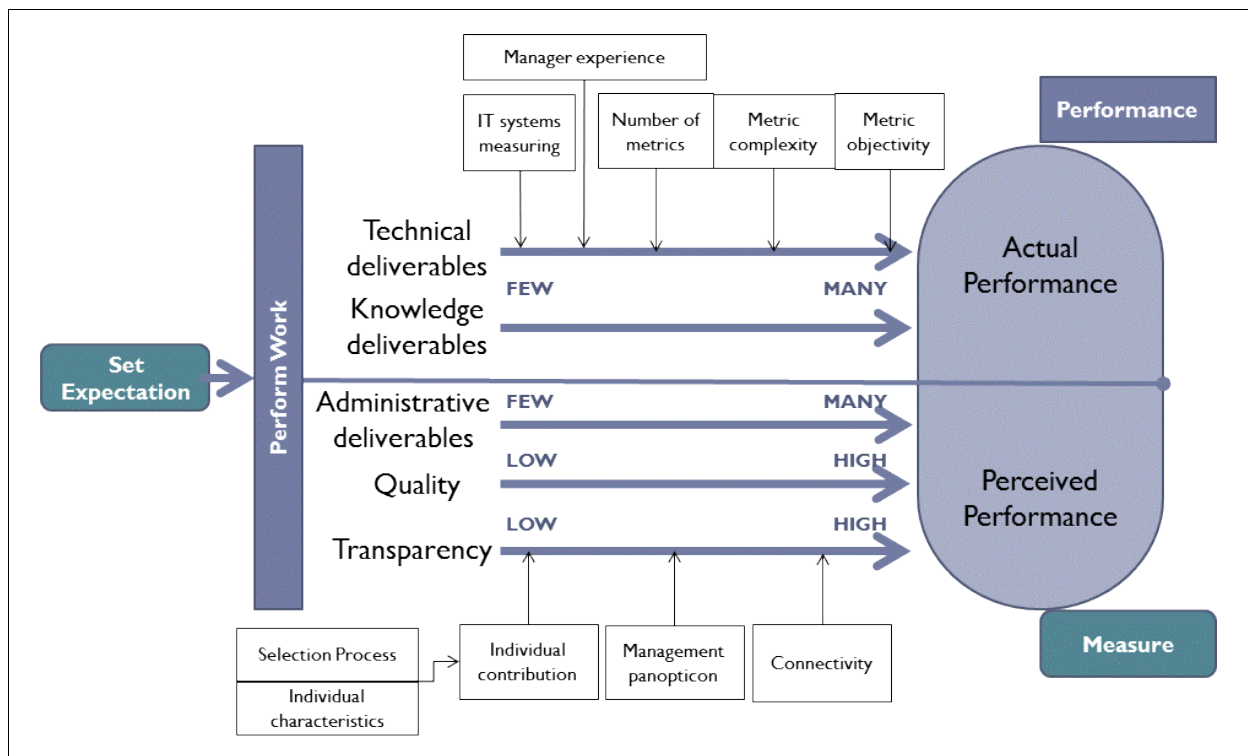 Manager experience
IT systems
measuring
Number of
metrics
Metric
complexity
Metric
objectivity
Performance
Technical
deliverables
FEW
MANY
Knowledge
deliverables
Actual
Performance
Set
Expectation
Perform Work
Administrative
deliverables
FEW
MANY
LOW
HIGH
Quality
LOW
HIGH
Transparency
Perceived
Performance
Selection Process
Individual
characteristics
Individual
contribution
Management
panopticon
Connectivity
Measure